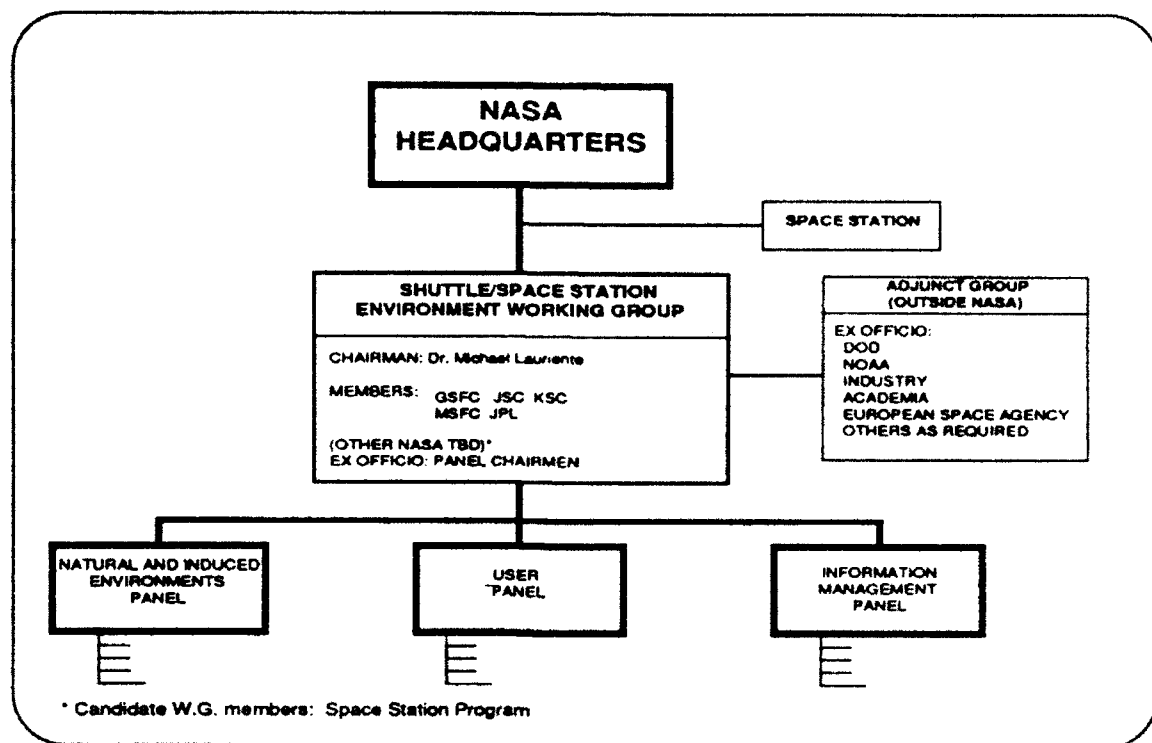 NASA
HEADQUARTERS
SPACE STATION
SHUTTLE/SPACE STATION
ENVIRONMENT WORKING GROUP
CHAIRMAN: Dr. Michael Lauriente
MEMBERS: GSFC JSC KSC
MSFC JPL
(OTHER NASA TBD)*
EX OFFICIO: PANEL CHAIRMEN
ADJUNCT GROUP
(OUTSIDE NASA)
EX OFFICIO:
DOD
NOAA
INDUSTRY
ACADEMIA
EUROPEAN SPACE AGENCY
OTHERS AS REQUIRED
NATURAL AND INDUCED
ENVIRONMENTS
PANEL
USER
PANEL
INFORMATION
MANAGEMENT
PANEL
* Candidate W.G. members: Space Station Program